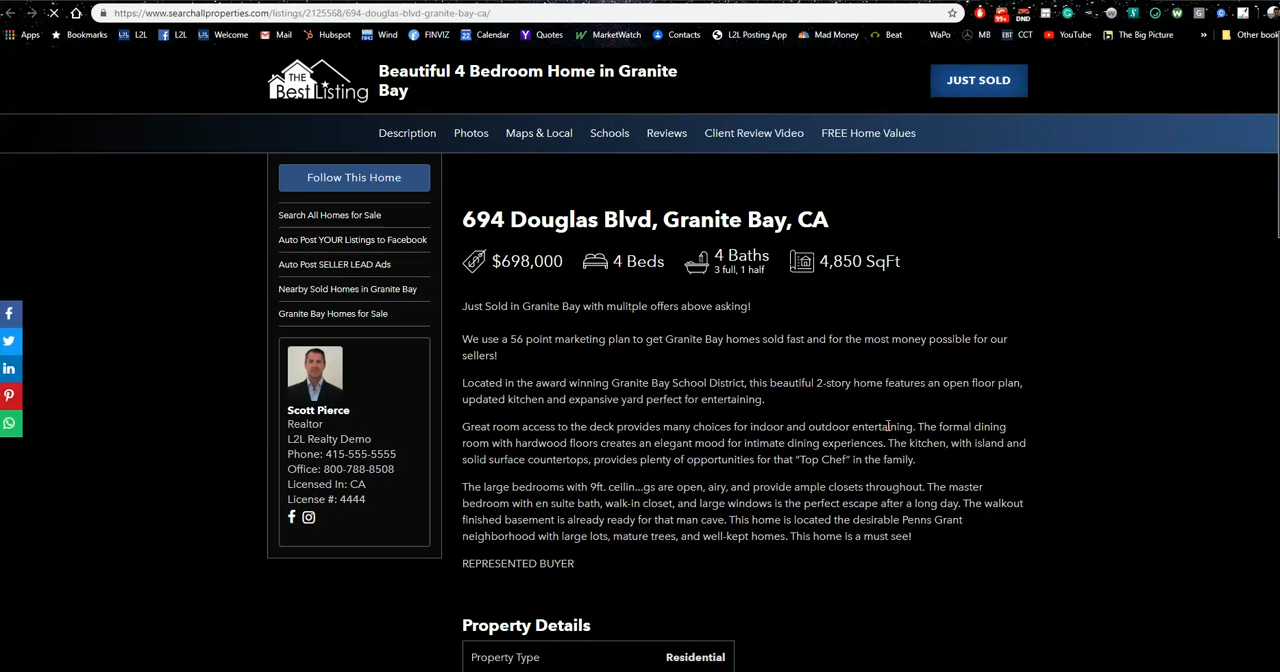 https://www.searchallproperties.com/listings/2125568/694-douglas-blvd-granite-bay-ca/
99+
DND
Apps
Bookmarks
L2L
L2L
Welcome
Mail
Hubspot
Wind
FINVIZ
Calendar
Quotes
MarketWatch
Contacts
L2L Posting App
Mad Money
Beat
WaPo
MB
CCT
YouTube
The Big Picture
»
Other book
THE
BEST LISTING
Beautiful 4 Bedroom Home in Granite
Bay
JUST SOLD
Description
Photos
Maps & Local
Schools
Reviews
Client Review Video
FREE Home Values
Follow This Home
Search All Homes for Sale
Auto Post YOUR Listings to Facebook
Auto Post SELLER LEAD Ads
Nearby Sold Homes in Granite Bay
Granite Bay Homes for Sale
Scott Pierce
Realtor
L2L Realty Demo
Phone: 415-555-5555
Office: 800-788-8508
Licensed In: CA
License #: 4444
694 Douglas Blvd, Granite Bay, CA
$698,000
4 Beds
4 Baths
3 full, 1 half
4,850 SqFt
Just Sold in Granite Bay with mulitple offers above asking!
We use a 56 point marketing plan to get Granite Bay homes sold fast and for the most money possible for our
sellers!
Located in the award winning Granite Bay School District, this beautiful 2-story home features an open floor plan,
updated kitchen and expansive yard perfect for entertaining.
Great room access to the deck provides many choices for indoor and outdoor entertaining. The formal dining
room with hardwood floors creates an elegant mood for intimate dining experiences. The kitchen, with island and
solid surface countertops, provides plenty of opportunities for that “Top Chef” in the family.
The large bedrooms with 9ft. ceilin...gs are open, airy, and provide ample closets throughout. The master
bedroom with en suite bath, walk-in closet, and large windows is the perfect escape after a long day. The walkout
finished basement is already ready for that man cave. This home is located the desirable Penns Grant
neighborhood with large lots, mature trees, and well-kept homes. This home is a must see!
REPRESENTED BUYER
Property Details
Property Type
Residential